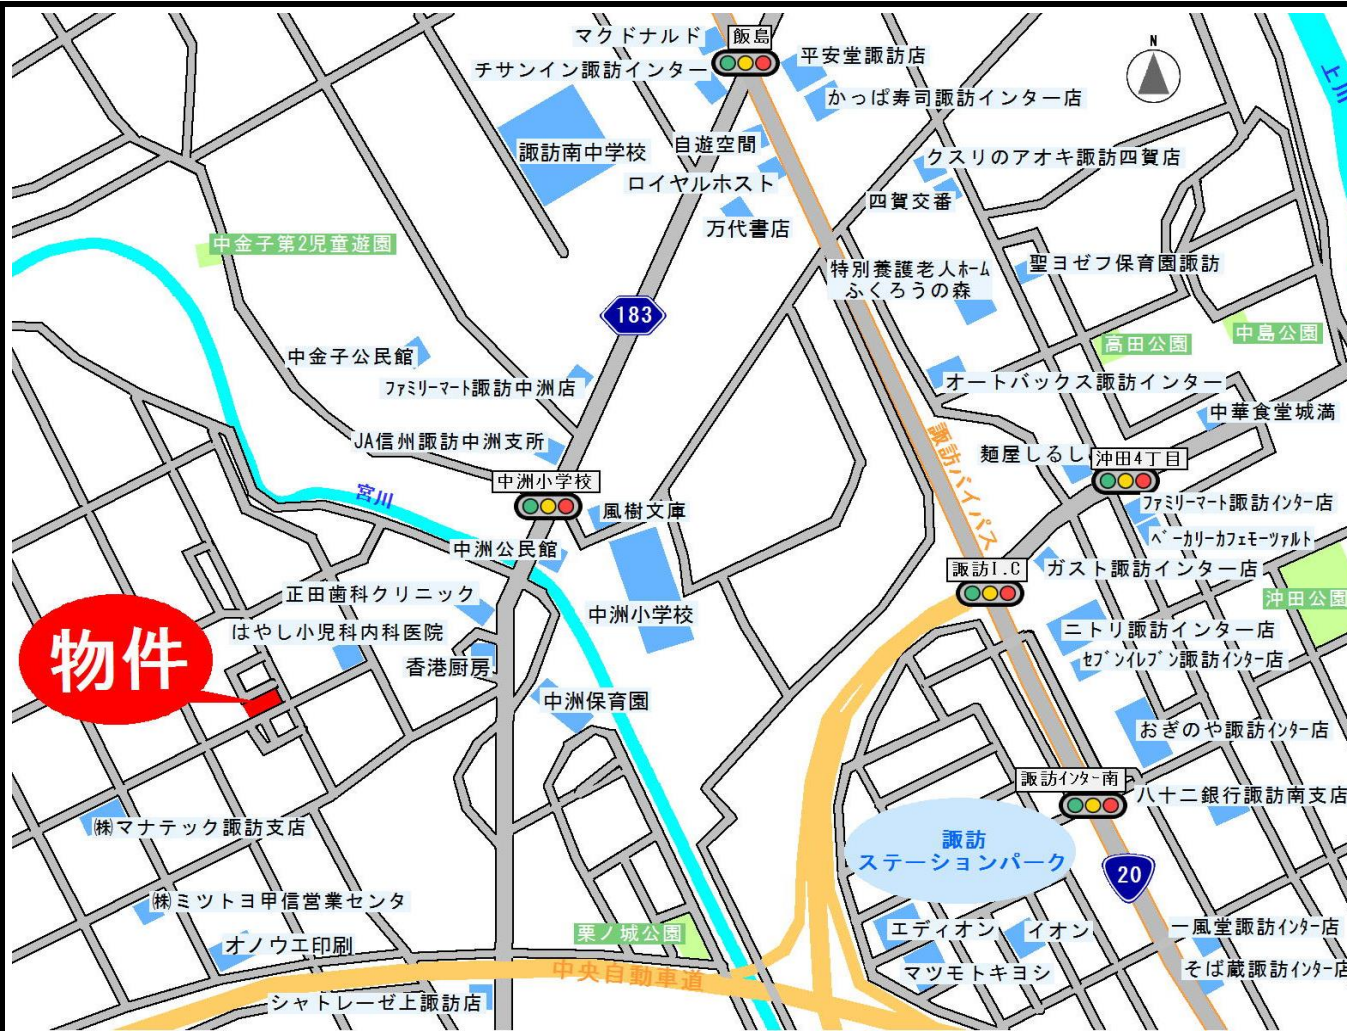 マクドナルド
飯島
N
平安堂諏訪店
チサンイン諏訪インター
上川
かっぱ寿司諏訪インター店
諏訪南中学校
自遊空間
クスリのアオキ諏訪四賀店
ロイヤルホスト
四賀交番
万代書店
中金子第2児童遊園
特別養護老人ホーム
ふくろうの森
聖ヨゼフ保育園諏訪
183
中島公園
高田公園
中金子公民館
ファミリーマート諏訪中洲店
オートバックス諏訪インター
中華食堂城満
JA信州諏訪中洲支所
諏訪バイパス
麺屋しるし
沖田4丁目
中洲小学校
宮川
風樹文庫
ファミリーマート諏訪インター店
ベーカリーカフェモーツァルト
中洲公民館
諏訪I.C
ガスト諏訪インター店
正田歯科クリニック
中洲小学校
沖田公園
はやし小児科内科医院
ニトリ諏訪インター店
物件
香港厨房
セブンイレブン諏訪インター店
中洲保育園
おぎのや諏訪インター店
諏訪インター南
八十二銀行諏訪南支店
㈱マナテック諏訪支店
諏訪
ステーションパーク
20
㈱ミツトヨ甲信営業センタ
栗ノ城公園
エディオン
イオン
一風堂諏訪インター店
オノウエ印刷
中央自動車道
マツモトキヨシ
そば蔵諏訪インター店
シャトレーゼ上諏訪店